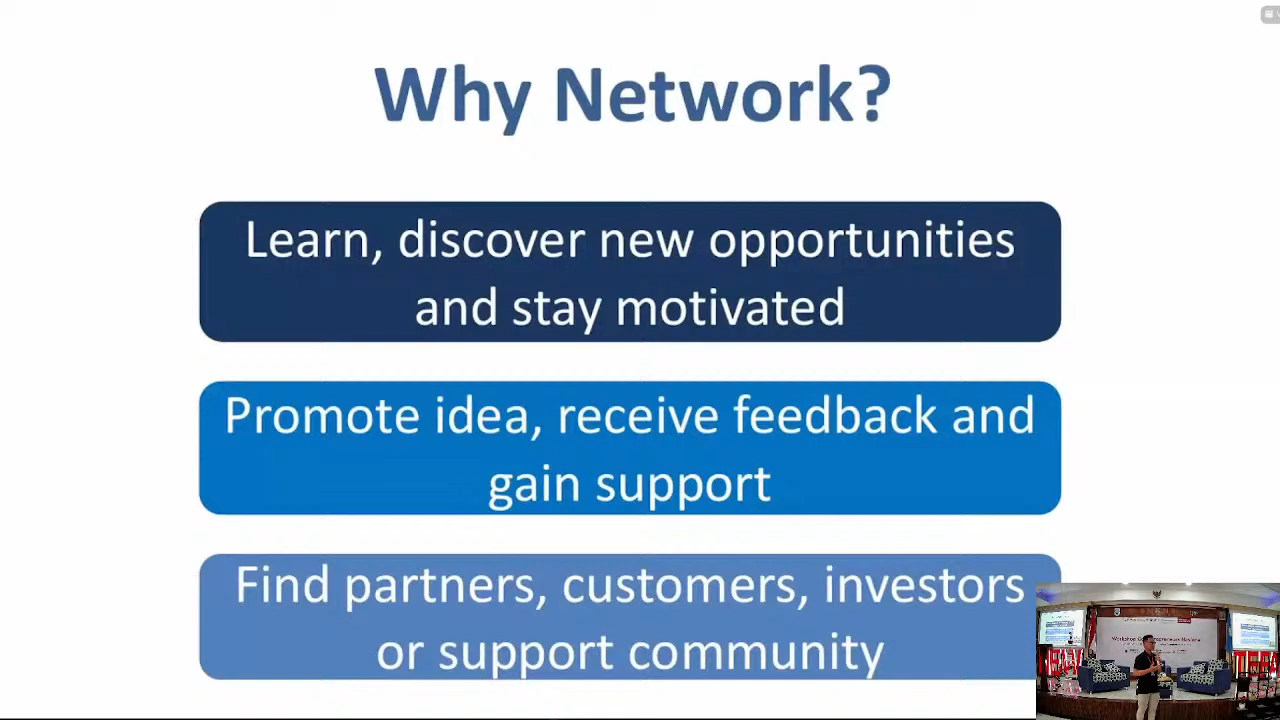 Why Network?
Learn, discover new opportunities
and stay motivated
Promote idea, receive feedback and
gain support
Find partners, customers, investors
or support community